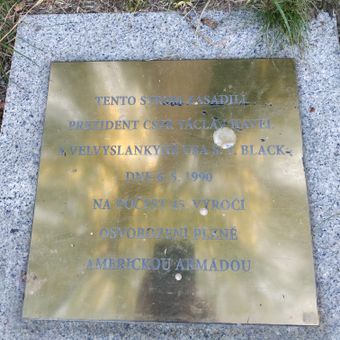 TENTO STROM ZASADILI
PREZIDENT ČSFR VÁCLAV HAVEL
A VELVYSLANKYNĚ USA S. T. BLACK
DNE 6. 5. 1990
NA POČEST 45. VÝROČÍ
OSVOBOZENÍ PLZNĚ
AMERICKOU ARMÁDOU